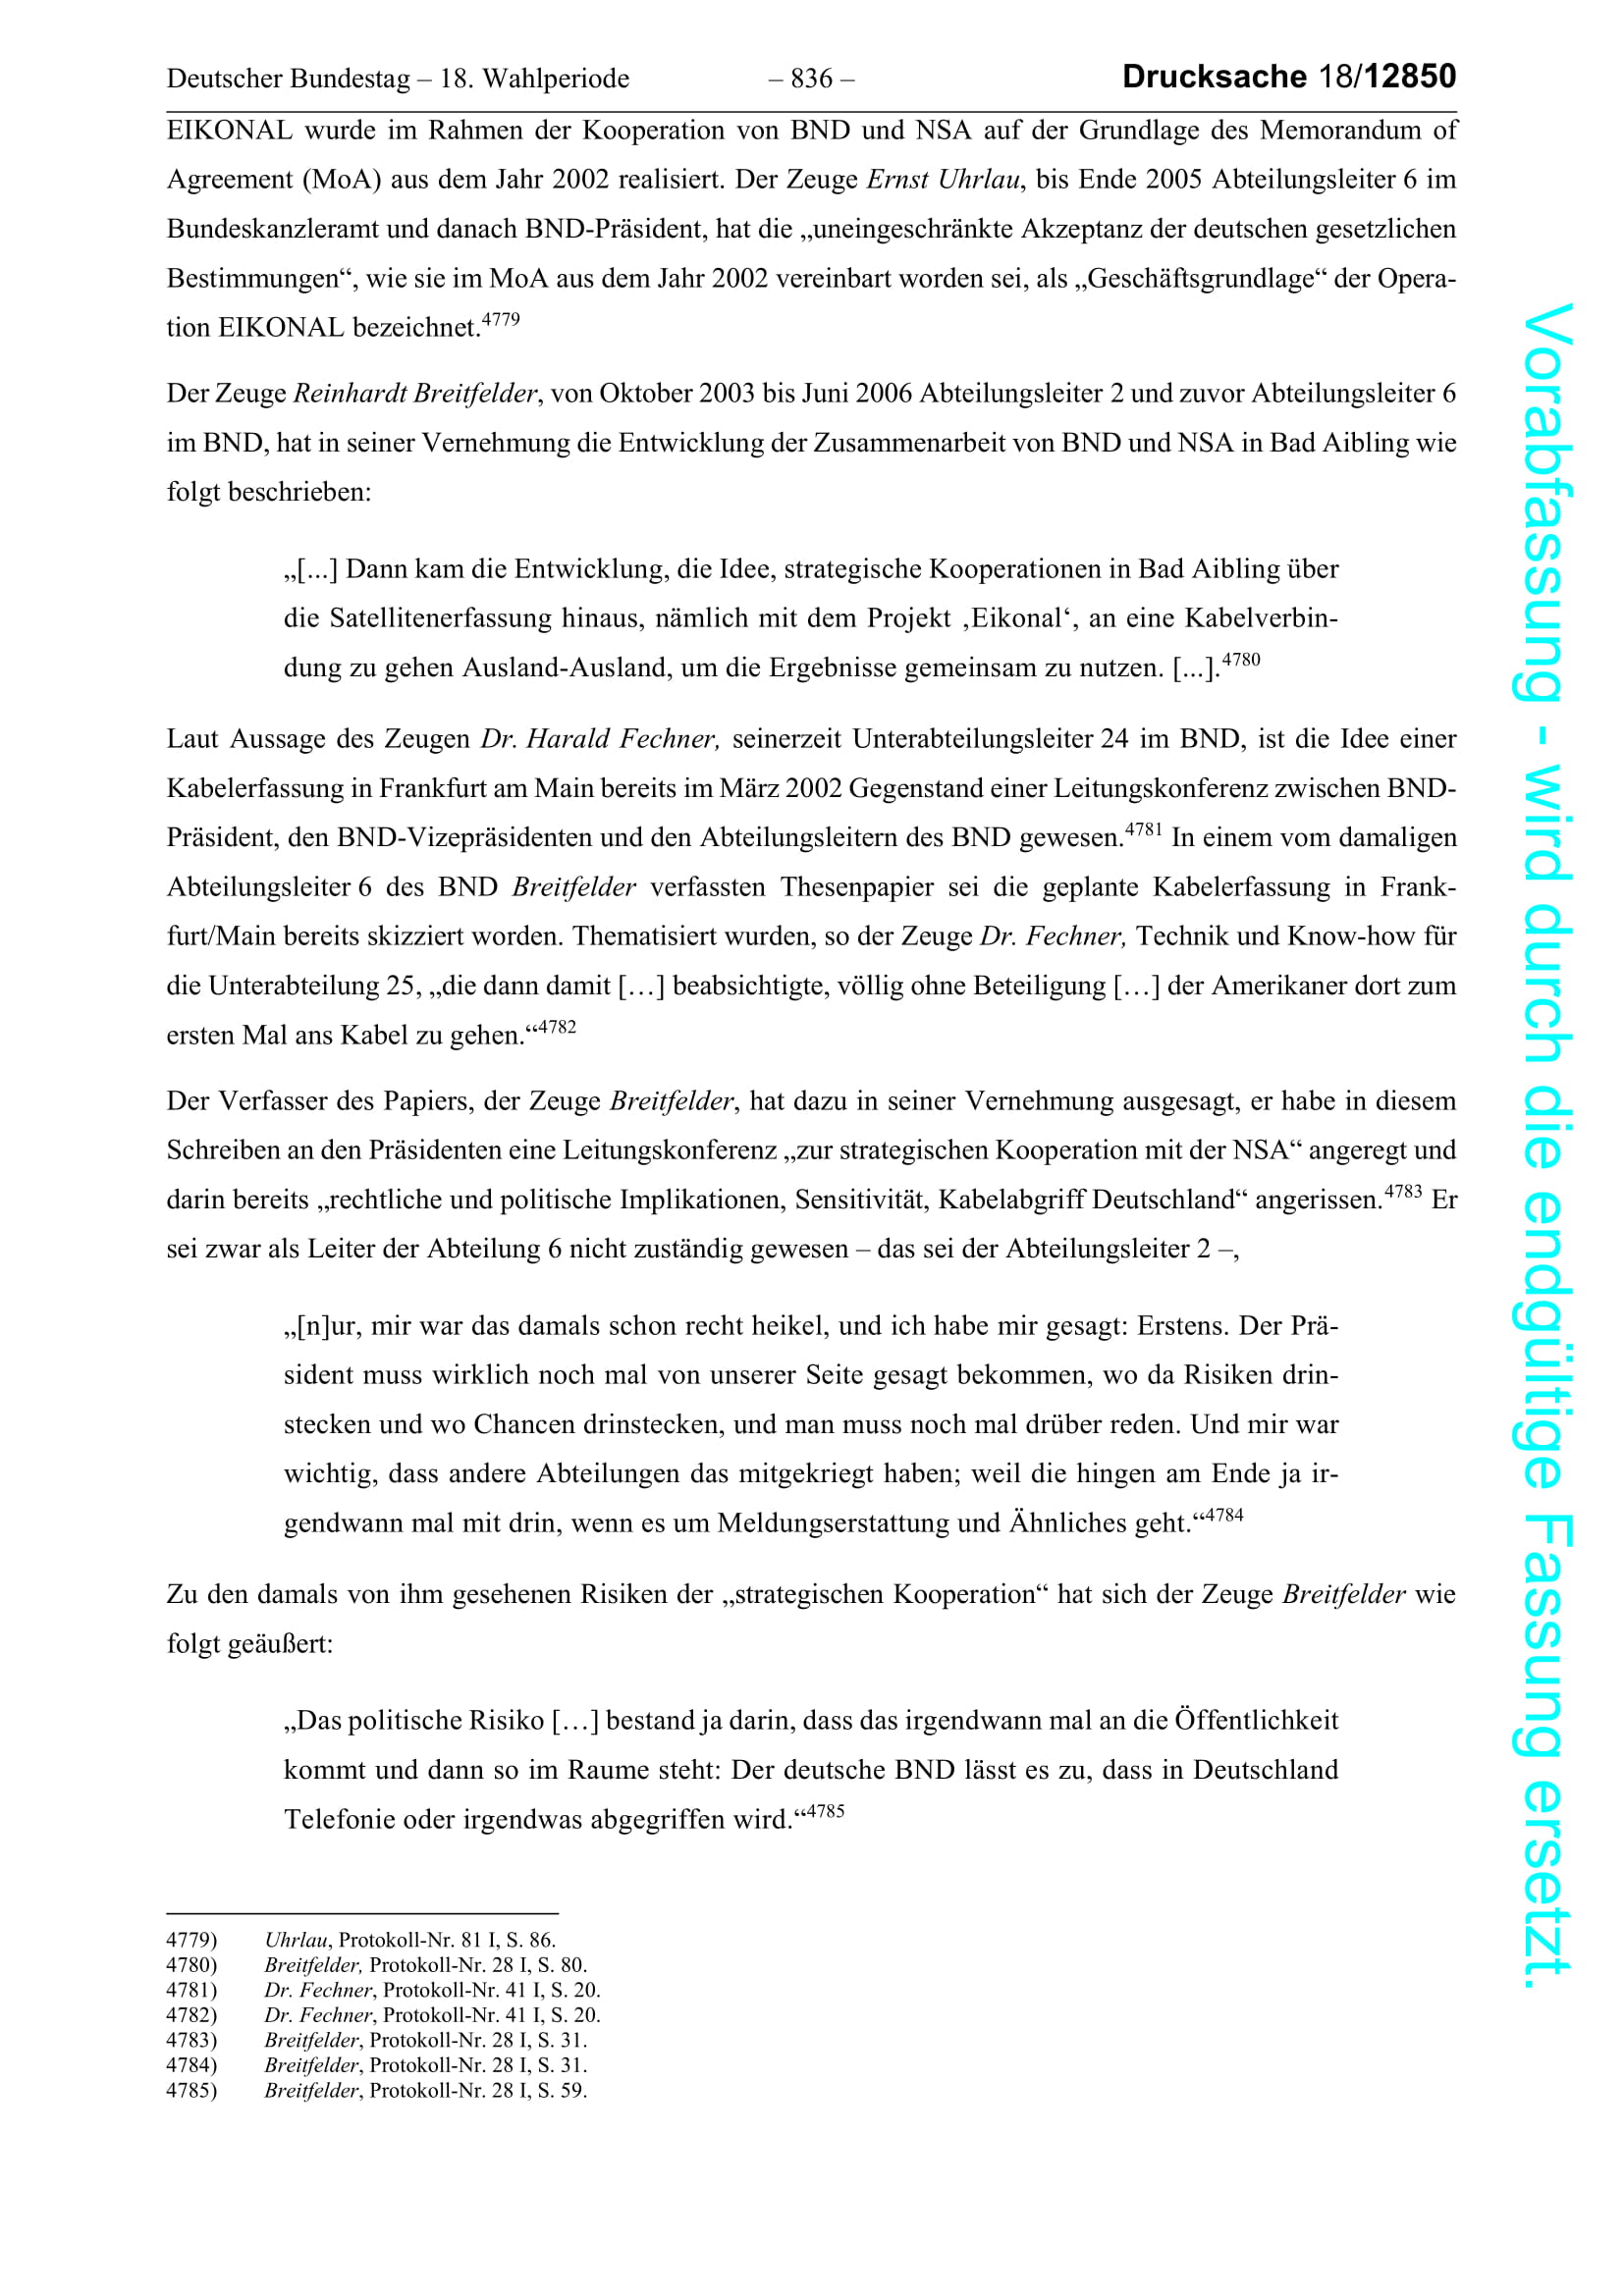 Deutscher Bundestag – 18. Wahlperiode – 836 – Drucksache 18/12850
EIKONAL wurde im Rahmen der Kooperation von BND und NSA auf der Grundlage des Memorandum of
Agreement (MoA) aus dem Jahr 2002 realisiert. Der Zeuge Ernst Uhrlau, bis Ende 2005 Abteilungsleiter 6 im
Bundeskanzleramt und danach BND-Präsident, hat die „uneingeschränkte Akzeptanz der deutschen gesetzlichen
Bestimmungen“, wie sie im MoA aus dem Jahr 2002 vereinbart worden sei, als „Geschäftsgrundlage“ der Opera-
tion EIKONAL bezeichnet.4779
Der Zeuge Reinhardt Breitfelder, von Oktober 2003 bis Juni 2006 Abteilungsleiter 2 und zuvor Abteilungsleiter 6
im BND, hat in seiner Vernehmung die Entwicklung der Zusammenarbeit von BND und NSA in Bad Aibling wie
folgt beschrieben:
„[...] Dann kam die Entwicklung, die Idee, strategische Kooperationen in Bad Aibling über
die Satellitenerfassung hinaus, nämlich mit dem Projekt ‚Eikonal‘, an eine Kabelverbin-
dung zu gehen Ausland-Ausland, um die Ergebnisse gemeinsam zu nutzen. [...].4780
Laut Aussage des Zeugen Dr. Harald Fechner, seinerzeit Unterabteilungsleiter 24 im BND, ist die Idee einer
Kabelerfassung in Frankfurt am Main bereits im März 2002 Gegenstand einer Leitungskonferenz zwischen BND-
Präsident, den BND-Vizepräsidenten und den Abteilungsleitern des BND gewesen.4781 In einem vom damaligen
Abteilungsleiter 6 des BND Breitfelder verfassten Thesenpapier sei die geplante Kabelerfassung in Frank-
furt/Main bereits skizziert worden. Thematisiert wurden, so der Zeuge Dr. Fechner, Technik und Know-how für
die Unterabteilung 25, „die dann damit […] beabsichtigte, völlig ohne Beteiligung […] der Amerikaner dort zum
ersten Mal ans Kabel zu gehen.“4782
Der Verfasser des Papiers, der Zeuge Breitfelder, hat dazu in seiner Vernehmung ausgesagt, er habe in diesem
Schreiben an den Präsidenten eine Leitungskonferenz „zur strategischen Kooperation mit der NSA“ angeregt und
darin bereits „rechtliche und politische Implikationen, Sensitivität, Kabelabgriff Deutschland“ angerissen.4783 Er
sei zwar als Leiter der Abteilung 6 nicht zuständig gewesen – das sei der Abteilungsleiter 2 –,
„[n]ur, mir war das damals schon recht heikel, und ich habe mir gesagt: Erstens. Der Prä-
sident muss wirklich noch mal von unserer Seite gesagt bekommen, wo da Risiken drin-
stecken und wo Chancen drinstecken, und man muss noch mal drüber reden. Und mir war
wichtig, dass andere Abteilungen das mitgekriegt haben; weil die hingen am Ende ja ir-
gendwann mal mit drin, wenn es um Meldungserstattung und Ähnliches geht.“4784
Zu den damals von ihm gesehenen Risiken der „strategischen Kooperation“ hat sich der Zeuge Breitfelder wie
folgt geäußert:
„Das politische Risiko […] bestand ja darin, dass das irgendwann mal an die Öffentlichkeit
kommt und dann so im Raume steht: Der deutsche BND lässt es zu, dass in Deutschland
Telefonie oder irgendwas abgegriffen wird.“4785
4779) Uhrlau, Protokoll-Nr. 81 I, S. 86.
4780) Breitfelder, Protokoll-Nr. 28 I, S. 80.
4781) Dr. Fechner, Protokoll-Nr. 41 I, S. 20.
4782) Dr. Fechner, Protokoll-Nr. 41 I, S. 20.
4783) Breitfelder, Protokoll-Nr. 28 I, S. 31.
4784) Breitfelder, Protokoll-Nr. 28 I, S. 31.
4785) Breitfelder, Protokoll-Nr. 28 I, S. 59.
Vorabfassung - wird durch die endgültige Fassung ersetzt.